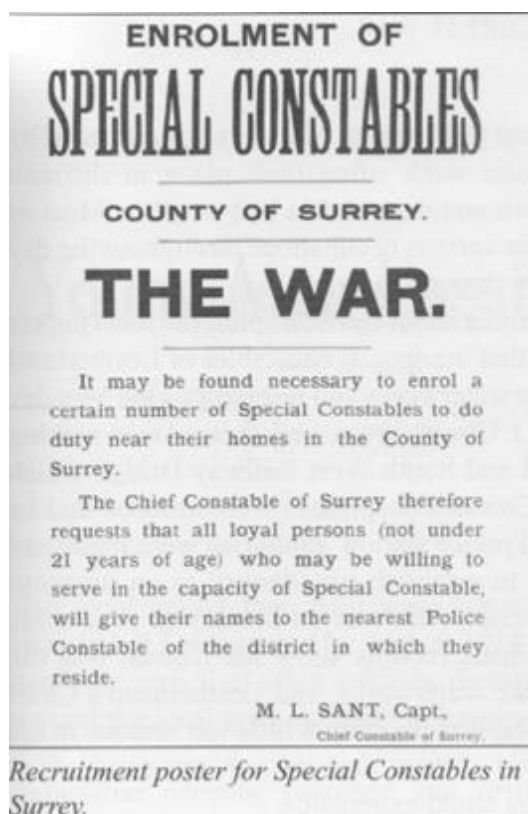 ENROLMENT OF
SPECIAL CONSTABLES
COUNTY OF SURREY.
THE WAR.
It may be found necessary to enrol a
certain number of Special Constables to do
duty near their homes in the County of
Surrey.
The Chief Constable of Surrey therefore
requests that all loyal persons (not under
21 years of age) who may be willing to
serve in the capacity of Special Constable,
will give their names to the nearest Police
Constable of the district in which they
reside.
M. L. SANT, Capt.,
Chief Constable of Surrey.
Recruitment poster for Special Constables in
Surrey.